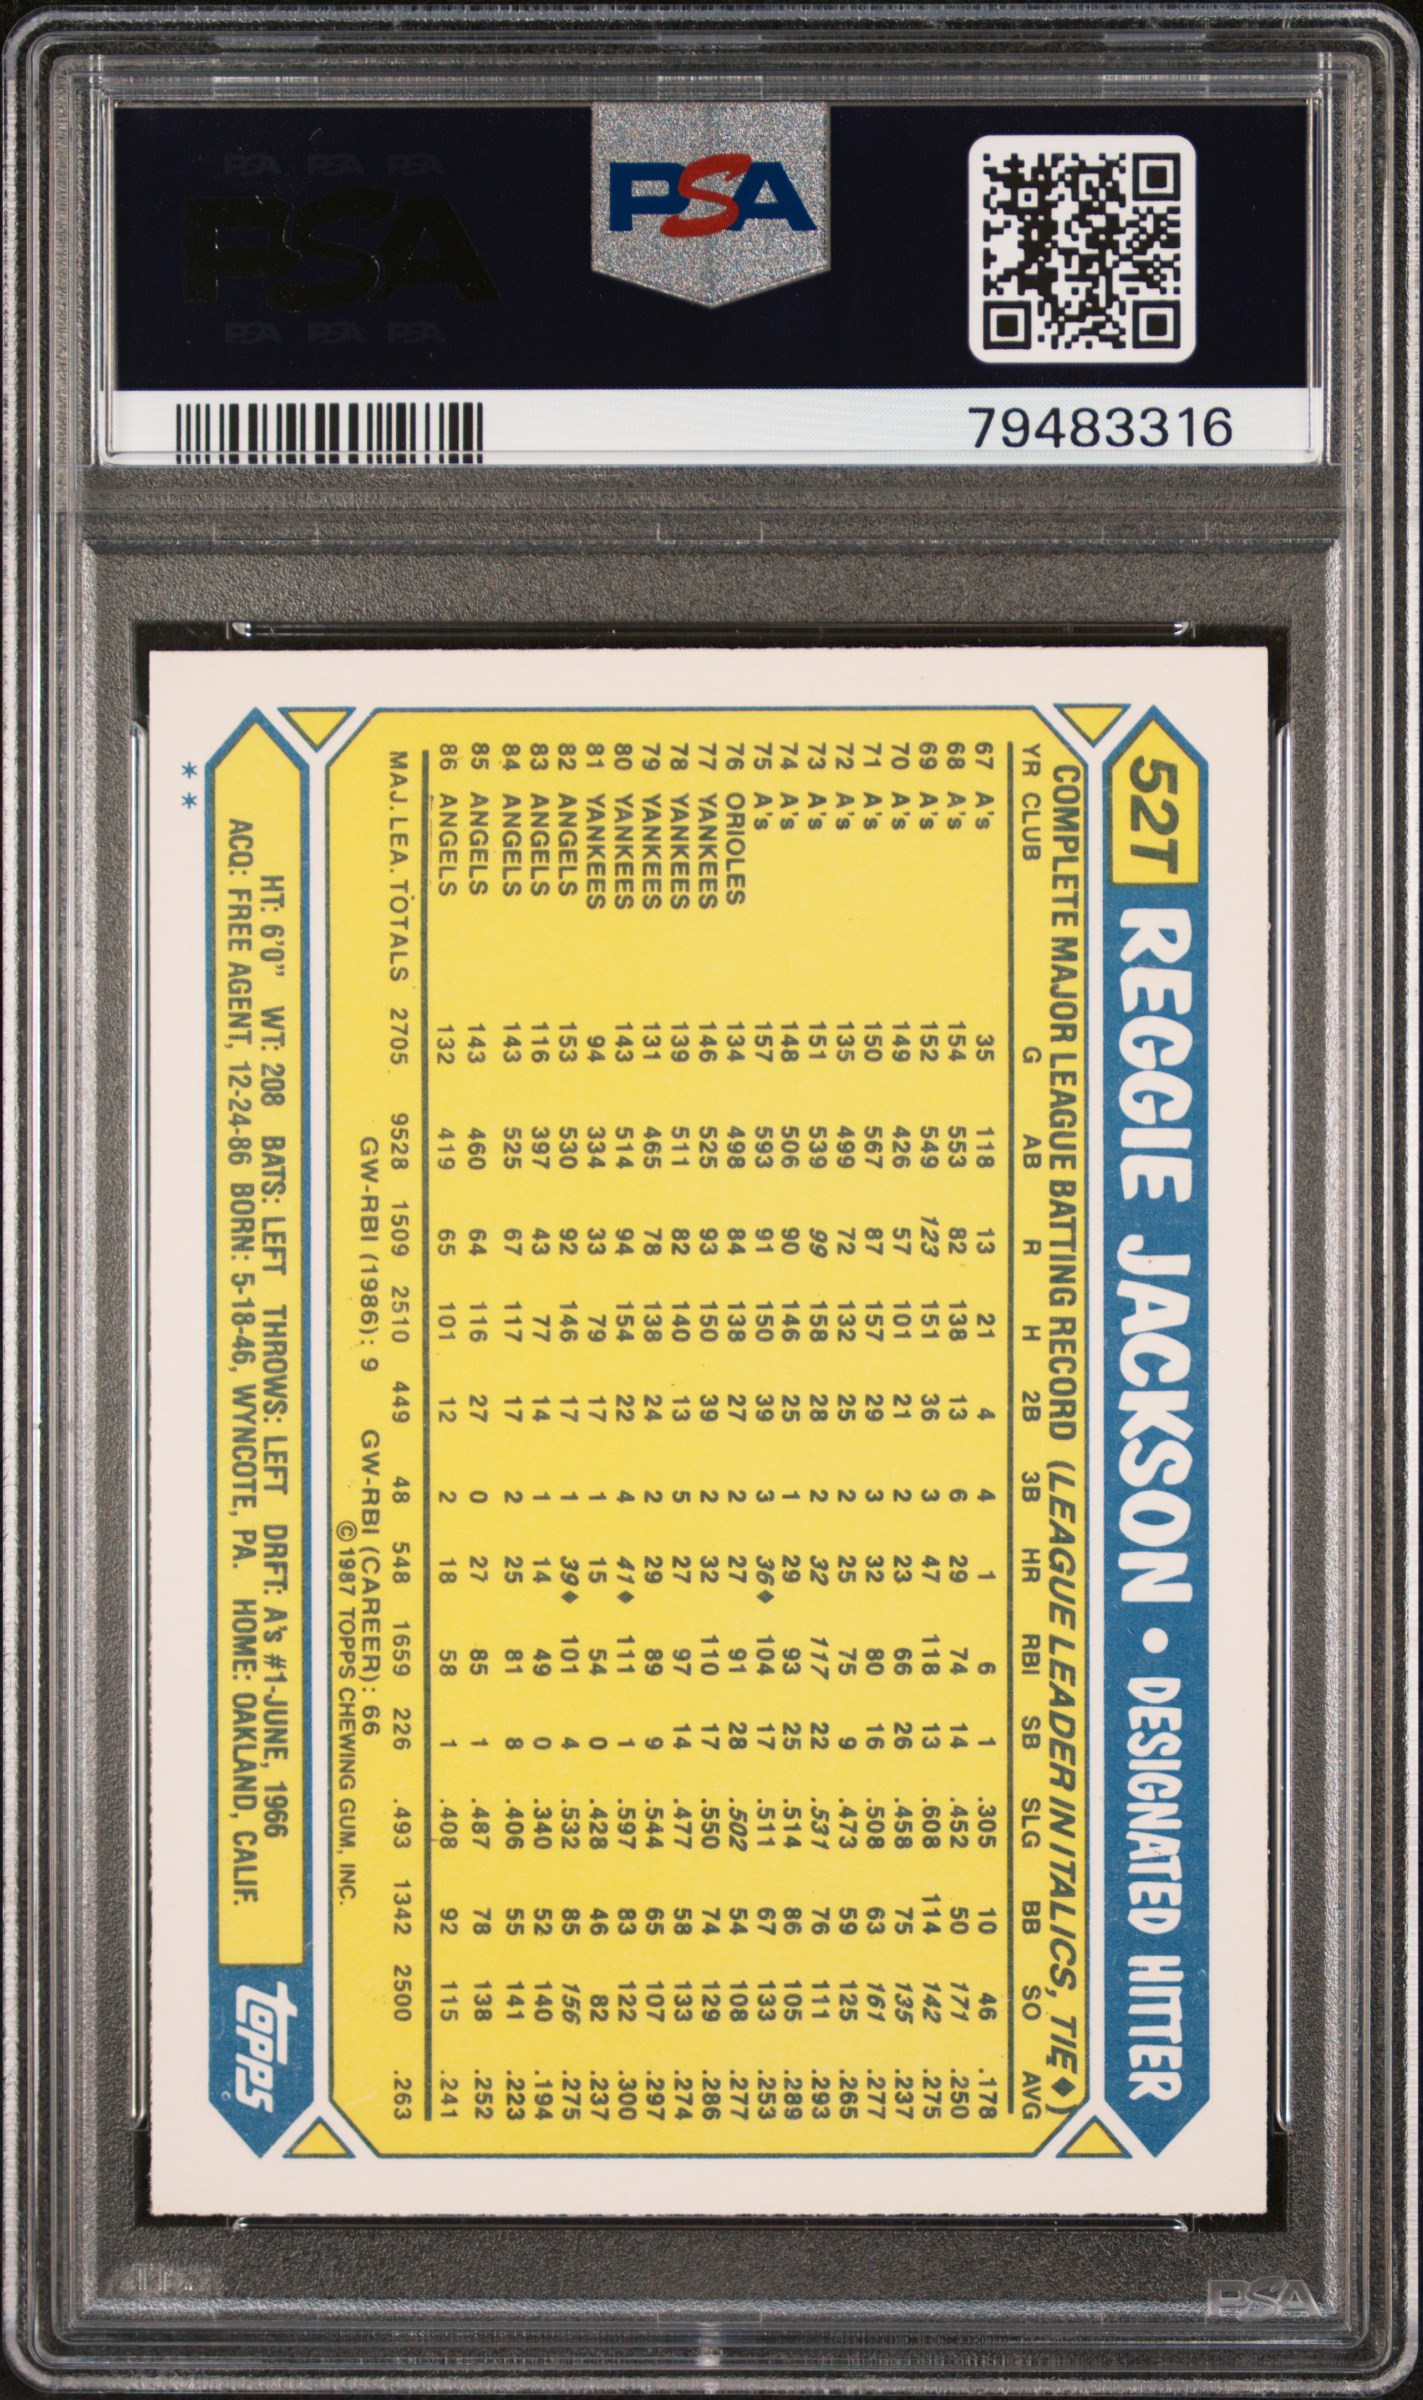 PSA PSA PSA
PSA
PSA PSA PSA
PSA
79483316
52T REGGIE JACKSON • DESIGNATED HITTER
COMPLETE MAJOR LEAGUE BATTING RECORD (LEAGUE LEADER IN ITALICS, TIE◆)
YR CLUB G AB R H 2B 3B HR RBI SB SLG BB SO AVG
67 A's 35 118 13 21 4 4 1 6 1 .305 10 46 .178
68 A's 154 553 82 138 13 6 29 74 14 .452 50 171 .250
69 A's 152 549 123 151 36 3 47 118 13 .608 114 142 .275
70 A's 149 426 57 101 21 2 23 66 26 .458 75 135 .237
71 A's 150 567 87 157 29 3 32 80 16 .508 63 161 .277
72 A's 135 499 72 132 25 2 25 75 9 .473 59 125 .265
73 A's 151 539 99 158 28 2 32 117 22 .531 76 111 .293
74 A's 148 506 90 146 25 1 29 93 25 .514 86 105 .289
75 A's 157 593 91 150 39 3 36◆ 104 17 .511 67 133 .253
76 ORIOLES 134 498 84 138 27 2 27 91 28 .502 54 108 .277
77 YANKEES 146 525 93 150 39 2 32 110 17 .550 74 129 .286
78 YANKEES 139 511 82 140 13 5 27 97 14 .477 58 133 .274
79 YANKEES 131 465 78 138 24 2 29 89 9 .544 65 107 .297
80 YANKEES 143 514 94 154 22 4 41◆ 111 1 .597 83 122 .300
81 YANKEES 94 334 33 79 17 1 15 54 0 .428 46 82 .237
82 ANGELS 153 530 92 146 17 1 39◆ 101 4 .532 85 156 .275
83 ANGELS 116 397 43 77 14 1 14 49 0 .340 52 140 .194
84 ANGELS 143 525 67 117 17 2 25 81 8 .406 55 141 .223
85 ANGELS 143 460 64 116 27 0 27 85 1 .487 78 138 .252
86 ANGELS 132 419 65 101 12 2 18 58 1 .408 92 115 .241
MAJ. LEA. TOTALS 2705 9528 1509 2510 449 48 548 1659 226 .493 1342 2500 .263
GW-RBI (1986): 9 GW-RBI (CAREER): 66
©1987 TOPPS CHEWING GUM, INC.
HT: 6'0" WT: 208 BATS: LEFT THROWS: LEFT DRFT: A's #1-JUNE, 1966
ACQ: FREE AGENT, 12-24-86 BORN: 5-18-46, WYNCOTE, PA. HOME: OAKLAND, CALIF.
topps
**
PSA